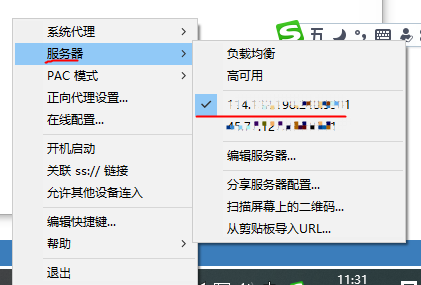 系统代理
服务器
PAC 模式
正向代理设置...
在线配置...
开机启动
关联 ss:// 链接
允许其他设备连入
编辑快捷键...
帮助
退出
五
负载均衡
高可用
编辑服务器...
分享服务器配置...
扫描屏幕上的二维码...
从剪贴板导入URL...
11:31